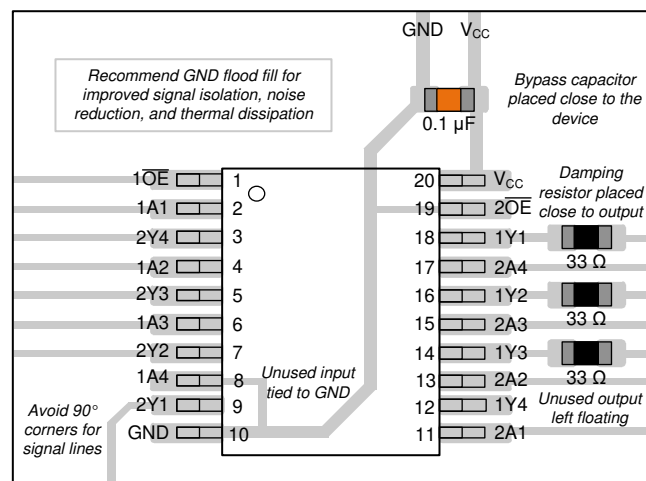 GND VCC
Recommend GND flood fill for
improved signal isolation, noise
reduction, and thermal dissipation
Bypass capacitor
placed close to the
device
0.1 µF
1O̅E̅ 1 20 VCC
1A1 2 19 2O̅E̅
2Y4 3 18 1Y1
1A2 4 17 2A4
2Y3 5 16 1Y2
1A3 6 15 2A3
2Y2 7 14 1Y3
1A4 8 13 2A2
2Y1 9 12 1Y4
GND 10 11 2A1
Damping
resistor placed
close to output
33 Ω
33 Ω
33 Ω
Unused input
tied to GND
Unused output
left floating
Avoid 90°
corners for
signal lines